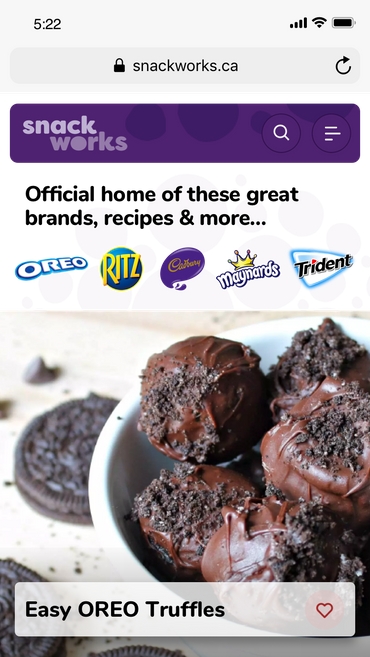 5:22
snackworks.ca
snack
works
Official home of these great
brands, recipes & more...
OREO
RITZ
Cadbury
maynards
Trident
Easy OREO Truffles